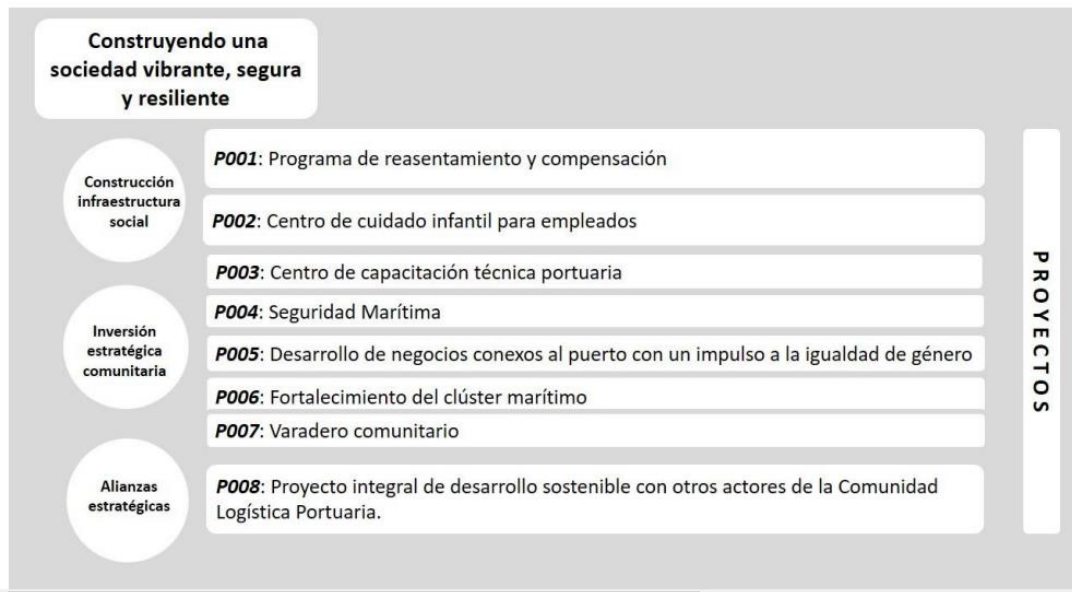 Construyendo una
sociedad vibrante, segura
y resiliente
Construcción
infraestructura
social
P001: Programa de reasentamiento y compensación
P002: Centro de cuidado infantil para empleados
Inversión
estratégica
comunitaria
P003: Centro de capacitación técnica portuaria
P004: Seguridad Marítima
P005: Desarrollo de negocios conexos al puerto con un impulso a la igualdad de género
P006: Fortalecimiento del clúster marítimo
P007: Varadero comunitario
Alianzas
estratégicas
P008: Proyecto integral de desarrollo sostenible con otros actores de la Comunidad
Logística Portuaria.
PROYECTOS